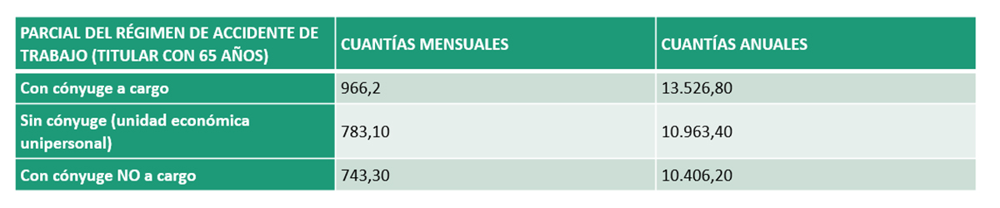 PARCIAL DEL RÉGIMEN DE ACCIDENTE DE
TRABAJO (TITULAR CON 65 AÑOS)
CUANTÍAS MENSUALES
CUANTÍAS ANUALES
Con cónyuge a cargo
966,2
13.526,80
Sin cónyuge (unidad económica
unipersonal)
783,10
10.963,40
Con cónyuge NO a cargo
743,30
10.406,20